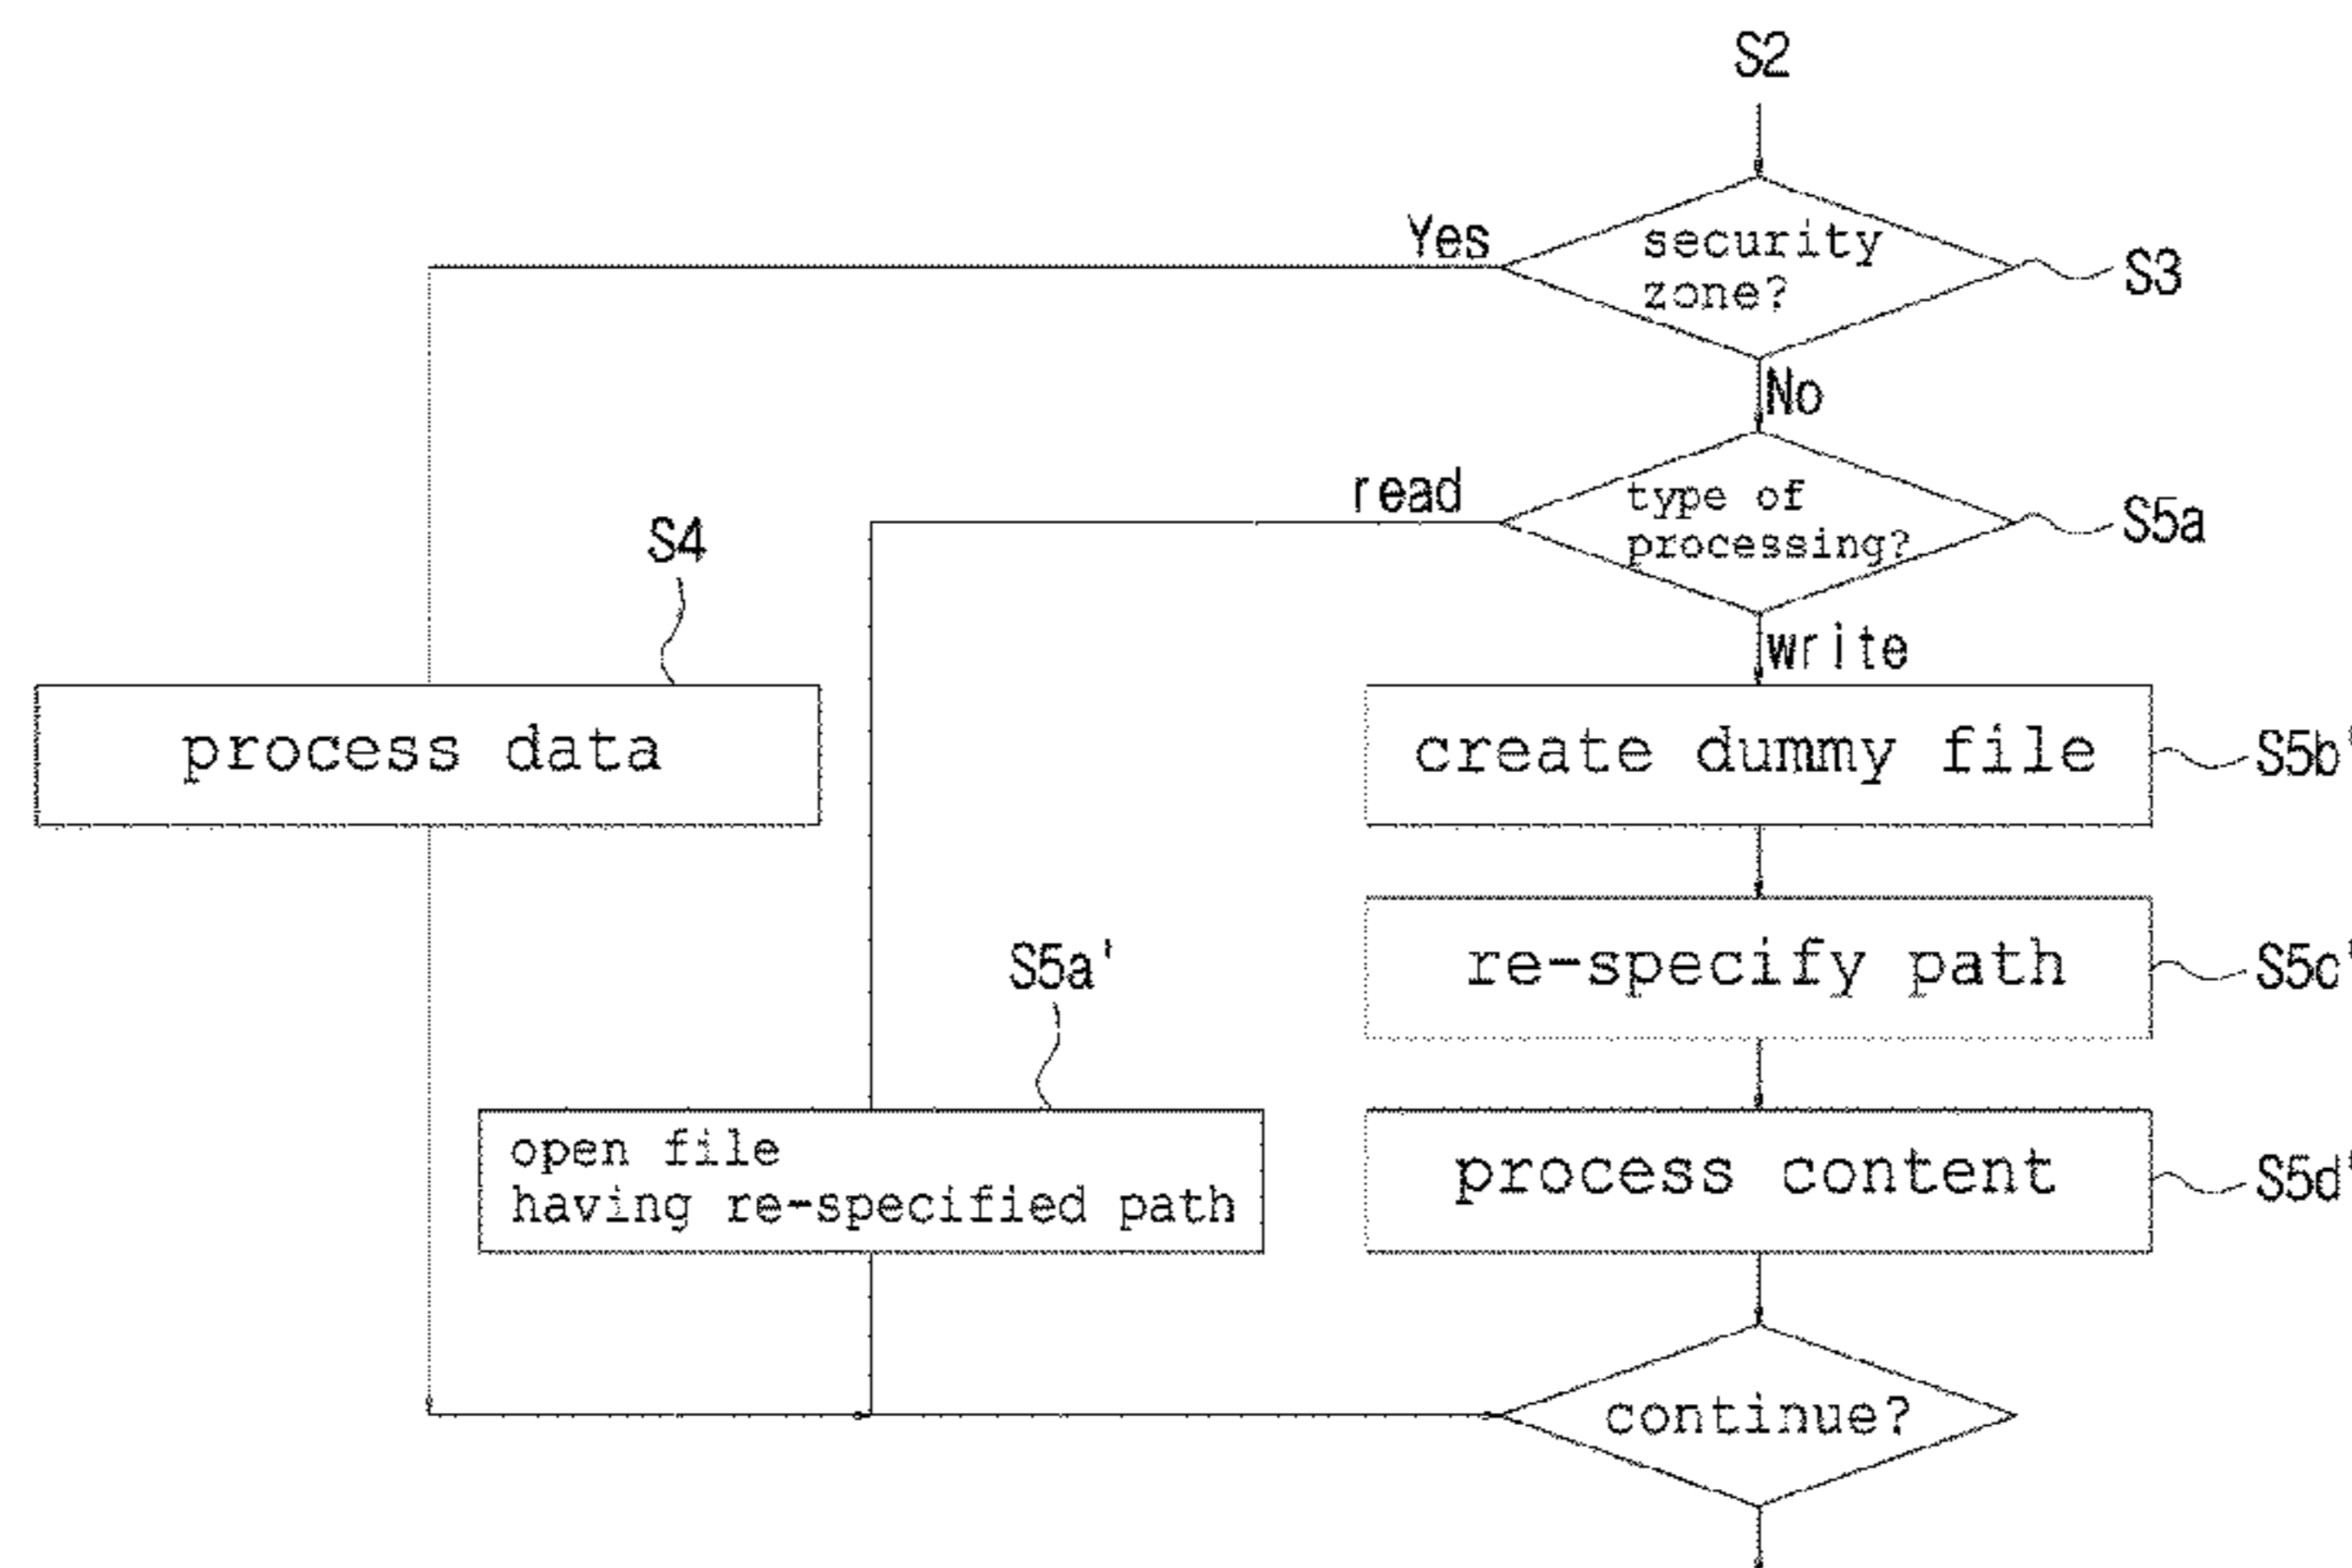 S2
Yes
security
zone?
S3
No
read
type of
processing?
S5a
S4
write
process data
create dummy file
S5b'
re-specify path
S5c'
S5a'
open file
having re-specified path
process content
S5d'
continue?